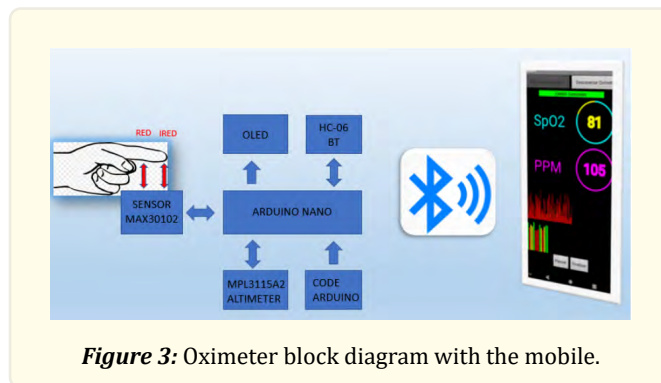 RED IRED
OLED
HC-06
BT
SENSOR
MAX30102
ARDUINO NANO
MPL3115A2
ALTIMETER
CODE
ARDUINO
SpO2 81
PPM 105
Figure 3: Oximeter block diagram with the mobile.